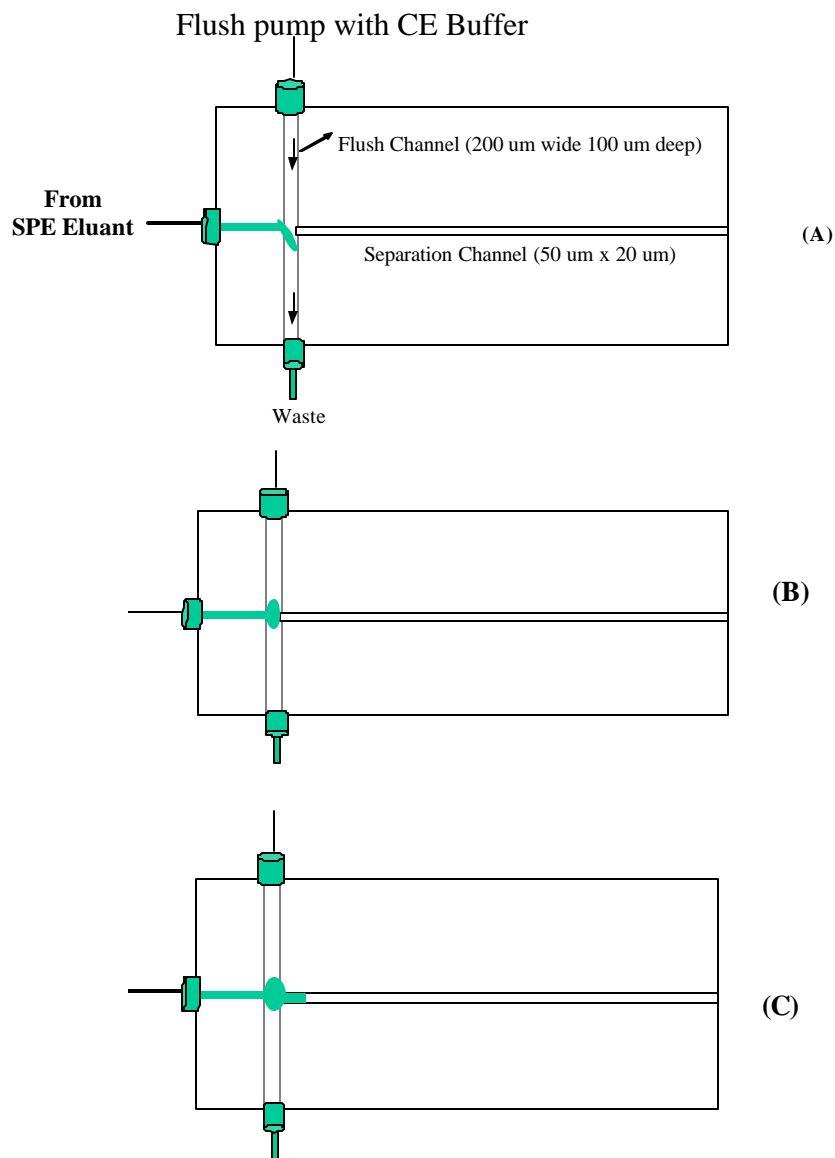 Flush pump with CE Buffer
Flush Channel (200 um wide 100 um deep)
From
SPE Eluant
(A)
Separation Channel (50 um x 20 um)
Waste
(B)
(C)